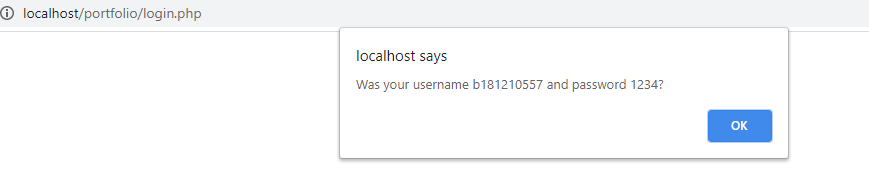 localhost/portfolio/login.php
localhost says
Was your username b181210557 and password 1234?
OK